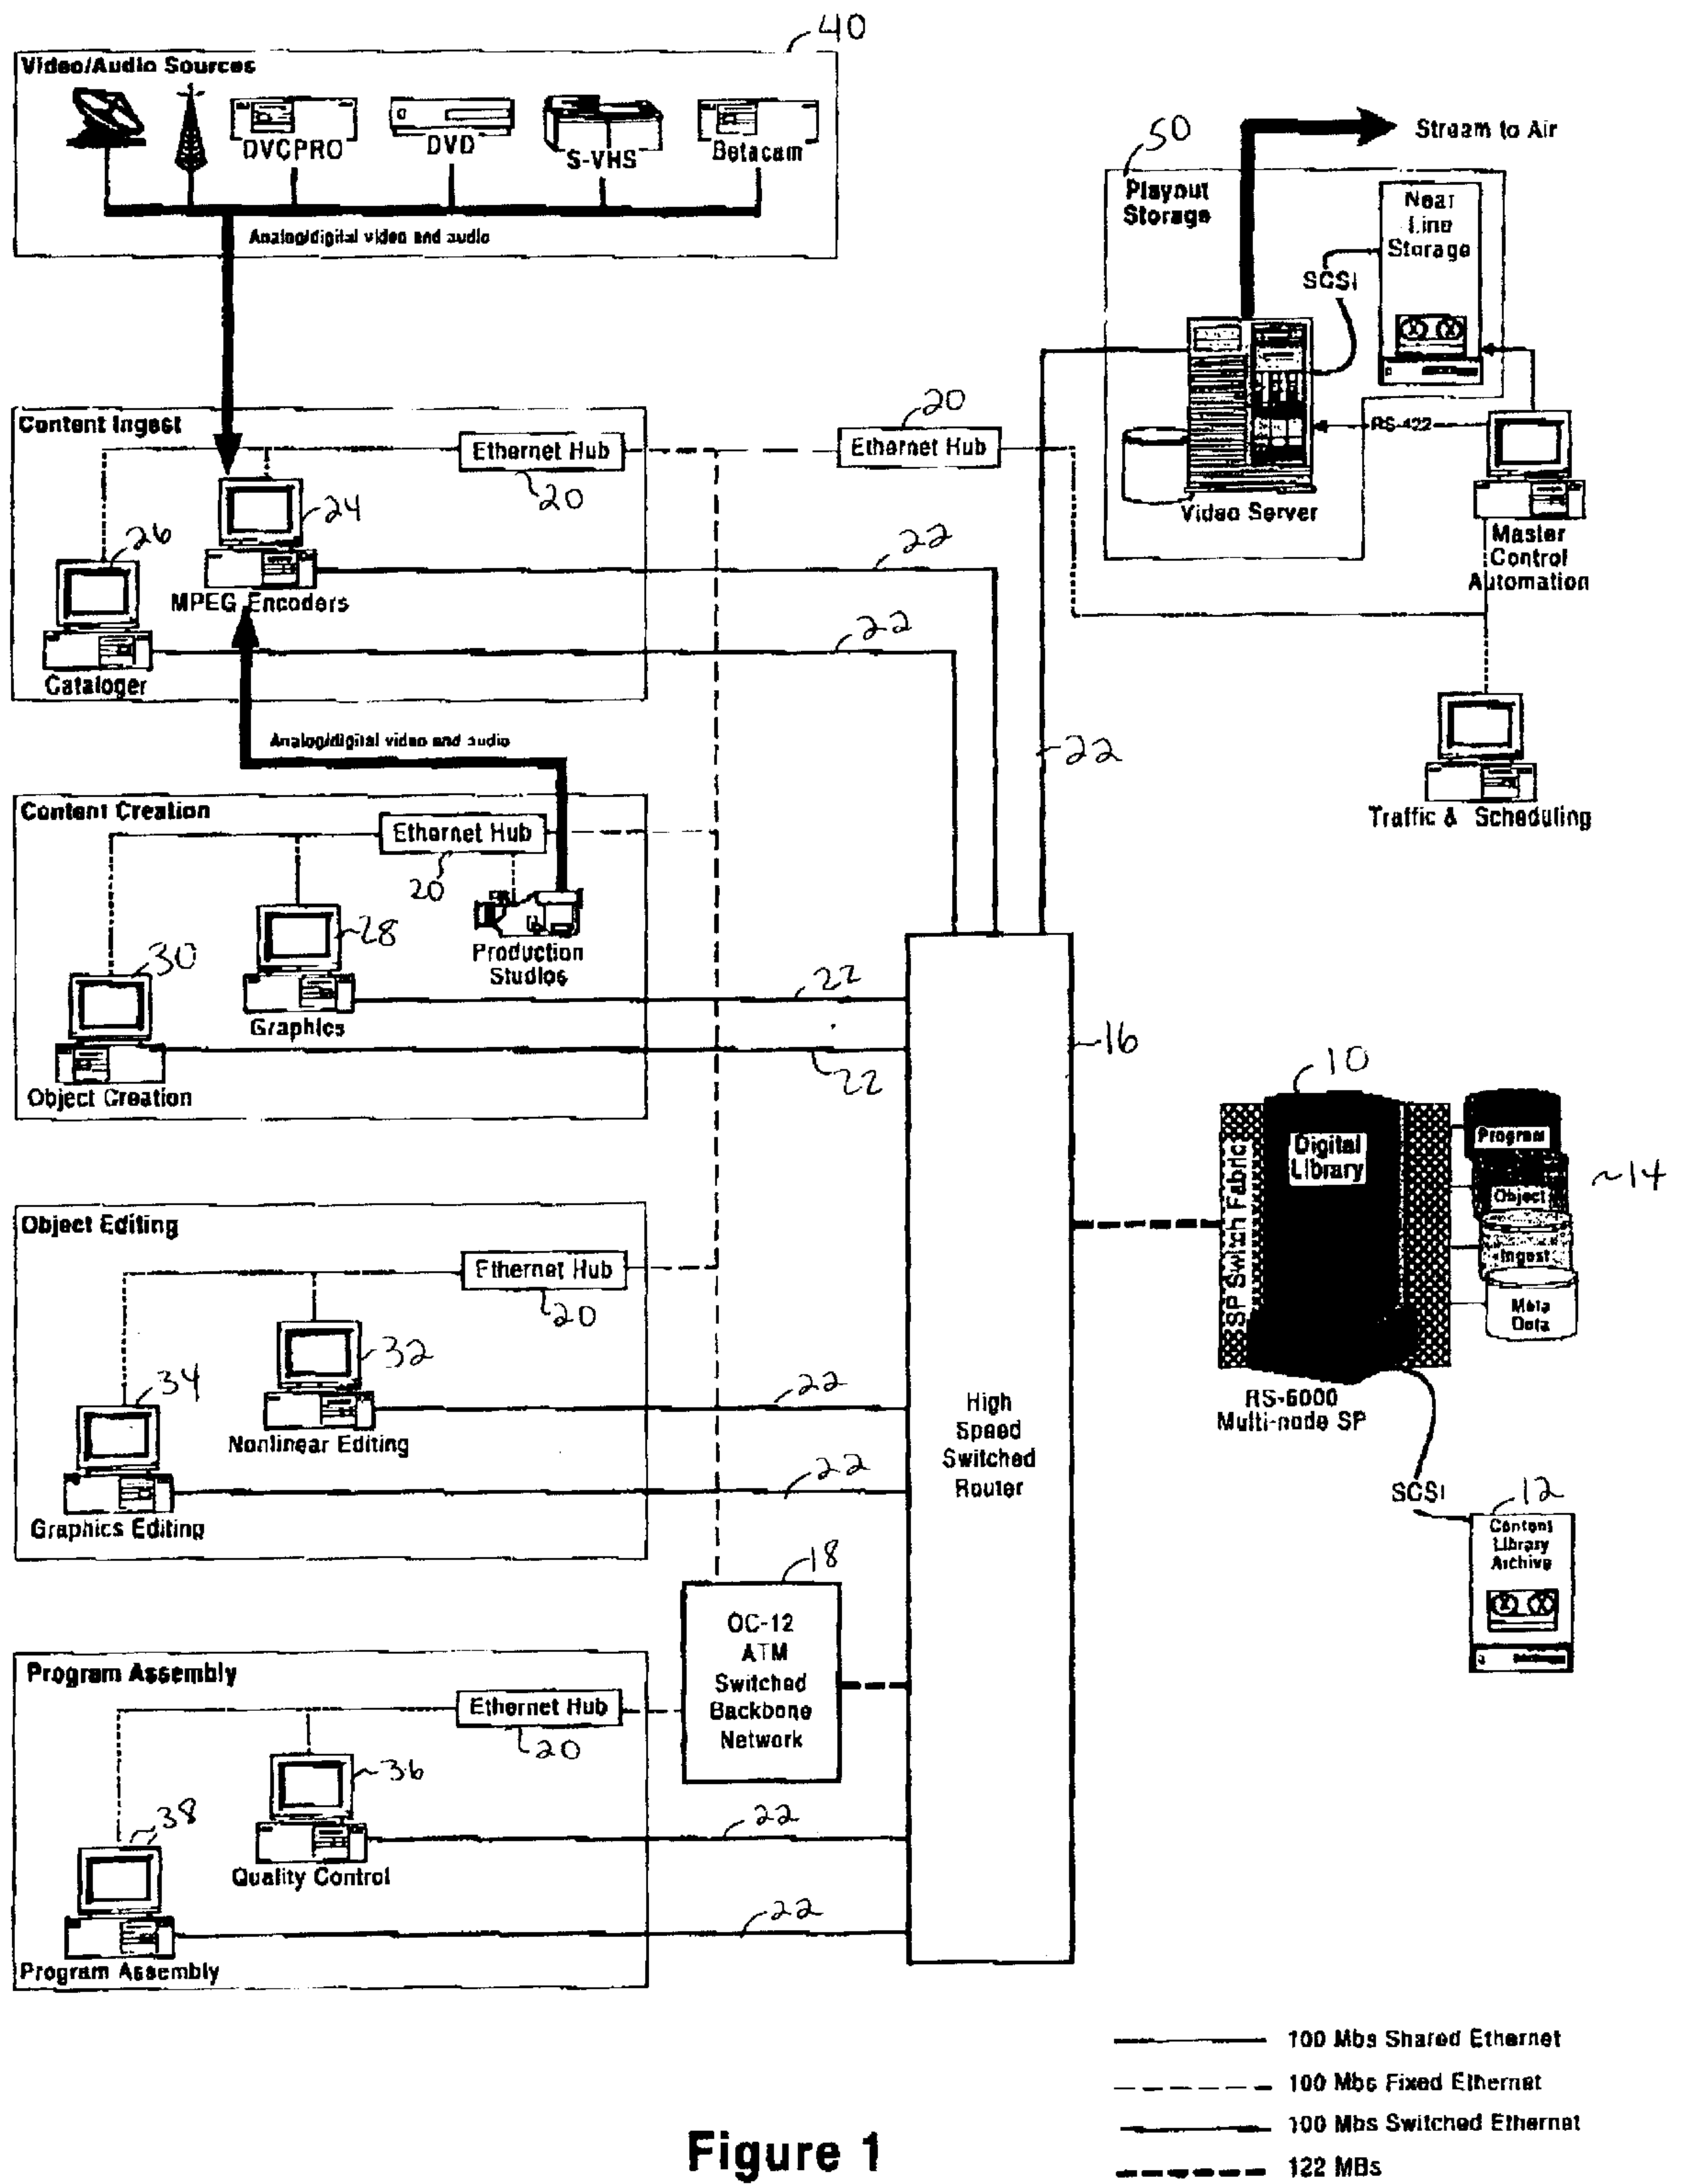 40
Video/Audio Sources
DVCPRO
DVD
S-VHS
Betacam
Analog/digital video and audio
Stream to Air
50
Playout
Storage
Near
Line
Storage
SCSI
RS-422
Video Server
Master
Control
Automation
Traffic & Scheduling
Content Ingest
Ethernet Hub
20
20
Ethernet Hub
24
26
MPEG Encoders
Cataloger
22
22
22
Analog/digital video and audio
Content Creation
Ethernet Hub
20
28
30
Production
Studios
Graphics
Object Creation
22
22
16
10
Digital
Library
SP Switch Fabric
Program
Object
Ingest
Meta
Data
14
RS-6000
Multi-node SP
SCSI
12
Content
Library
Archive
Object Editing
Ethernet Hub
20
32
34
Nonlinear Editing
Graphics Editing
22
22
High
Speed
Switched
Router
18
OC-12
ATM
Switched
Backbone
Network
Program Assembly
Ethernet Hub
20
36
38
Quality Control
Program Assembly
22
22
100 Mbs Shared Ethernet
100 Mbs Fixed Ethernet
100 Mbs Switched Ethernet
122 MBs
Figure 1